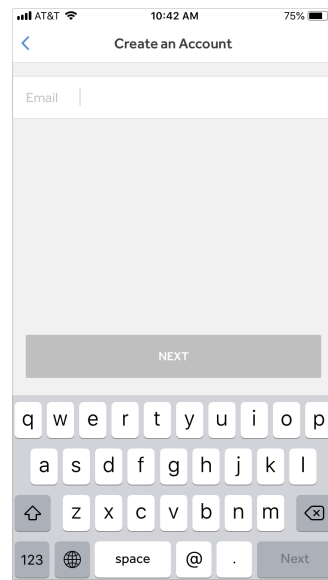 AT&T 10:42 AM 75%
Create an Account
Email
NEXT
q w e r t y u i o p
a s d f g h j k l
z x c v b n m
123 space @ . Next